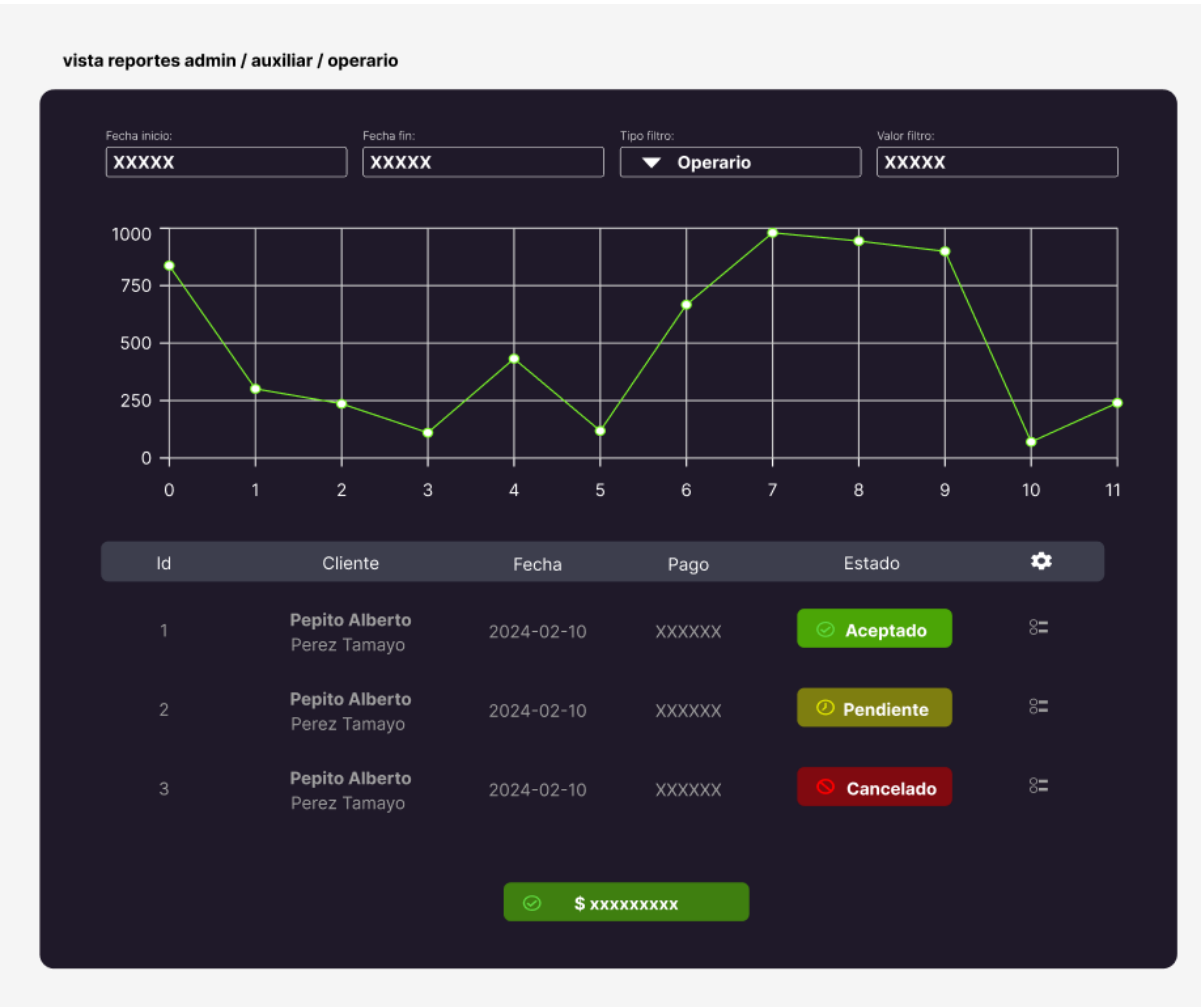 vista reportes admin / auxiliar / operario
Fecha inicio: Fecha fin: Tipo filtro: Valor filtro:
XXXXX XXXXX Operario XXXXX
1000
750
500
250
0
0 1 2 3 4 5 6 7 8 9 10 11
Id Cliente Fecha Pago Estado
1 Pepito Alberto Perez Tamayo 2024-02-10 XXXXXX Aceptado
2 Pepito Alberto Perez Tamayo 2024-02-10 XXXXXX Pendiente
3 Pepito Alberto Perez Tamayo 2024-02-10 XXXXXX Cancelado
$ xxxxxxxxx